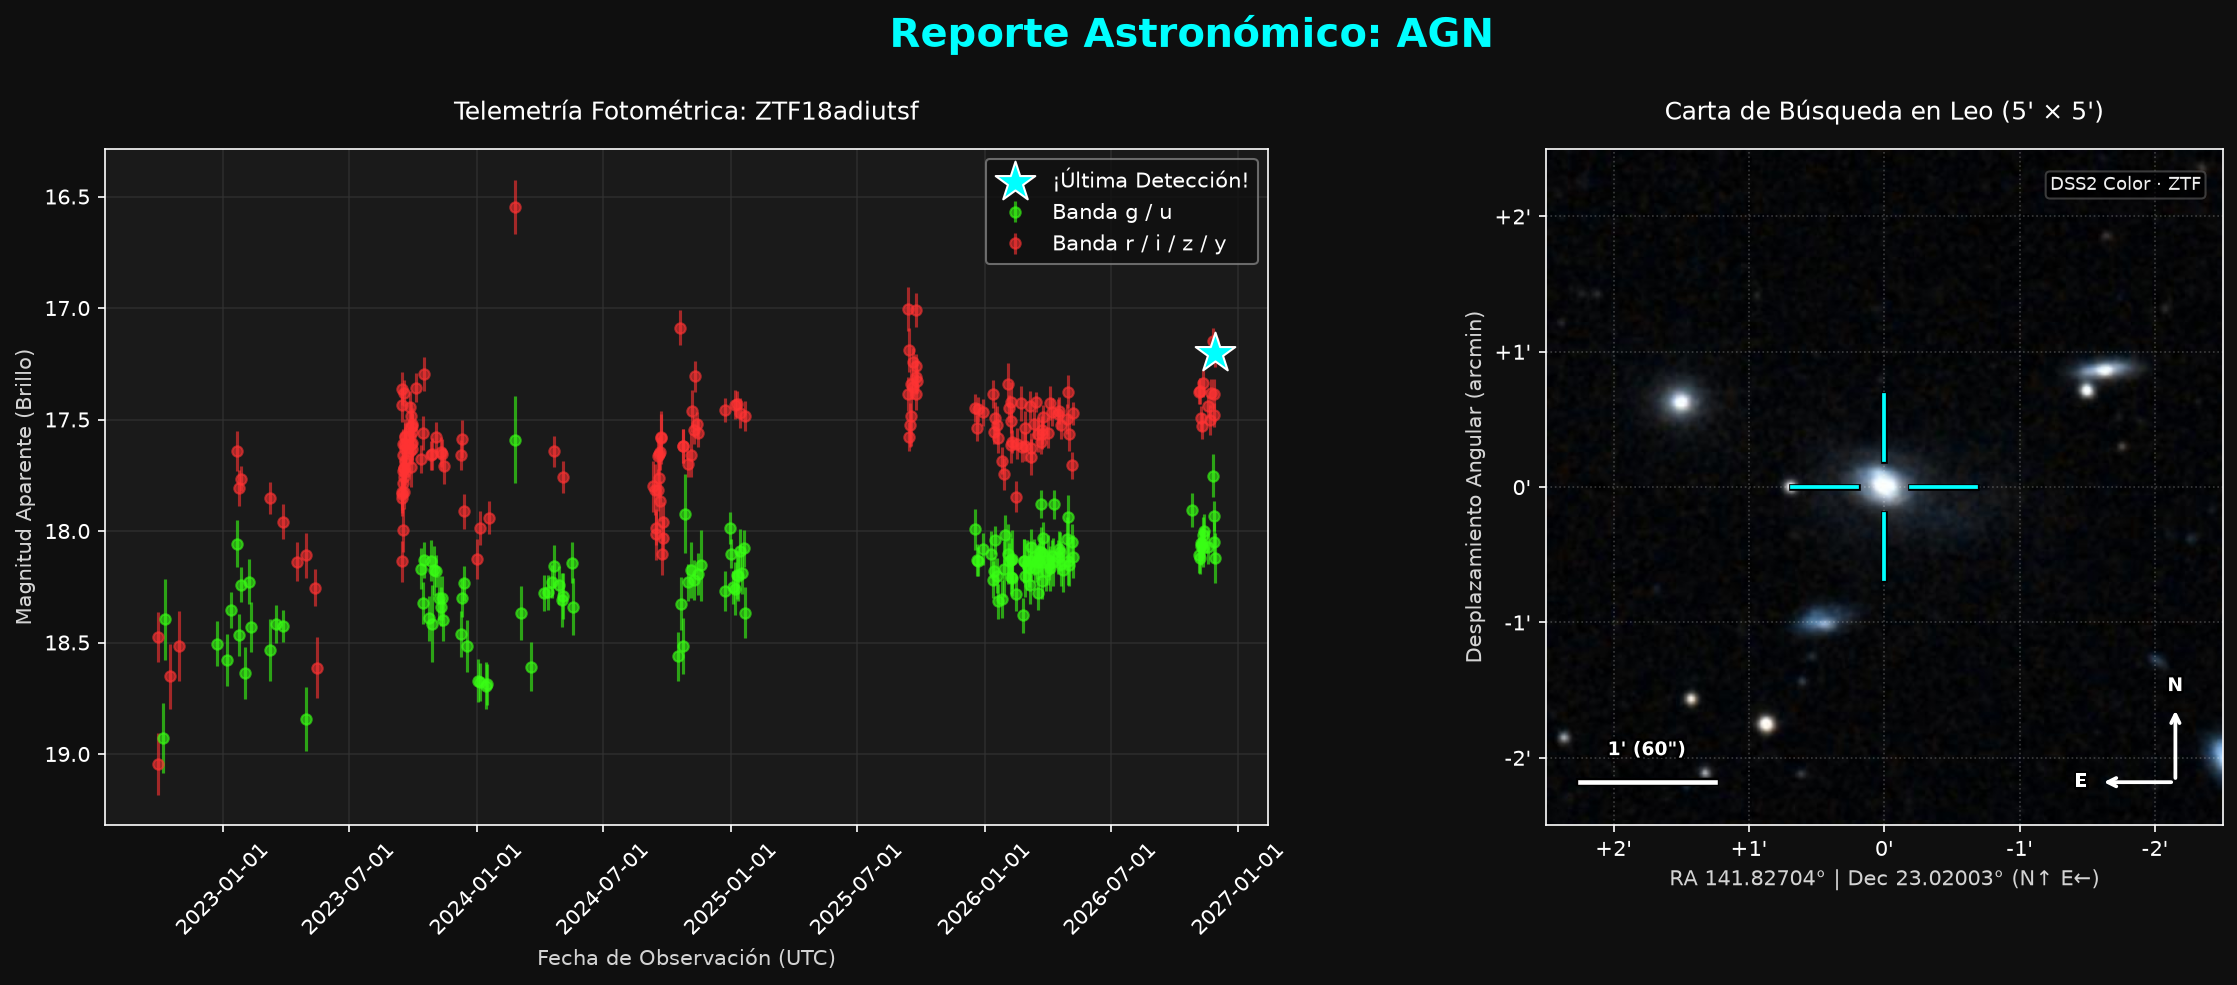 Reporte Astronómico: AGN
Telemetría Fotométrica: ZTF18adiutsf
Magnitud Aparente (Brillo)
16.5
17.0
17.5
18.0
18.5
19.0
¡Última Detección!
Banda g / u
Banda r / i / z / y
2023-01-01
2023-07-01
2024-01-01
2024-07-01
2025-01-01
2025-07-01
2026-01-01
2026-07-01
2027-01-01
Fecha de Observación (UTC)
Carta de Búsqueda en Leo (5' × 5')
Desplazamiento Angular (arcmin)
+2'
+1'
0'
-1'
-2'
DSS2 Color · ZTF
1' (60")
N
E
+2'
+1'
0'
-1'
-2'
RA 141.82704° | Dec 23.02003° (N↑ E←)